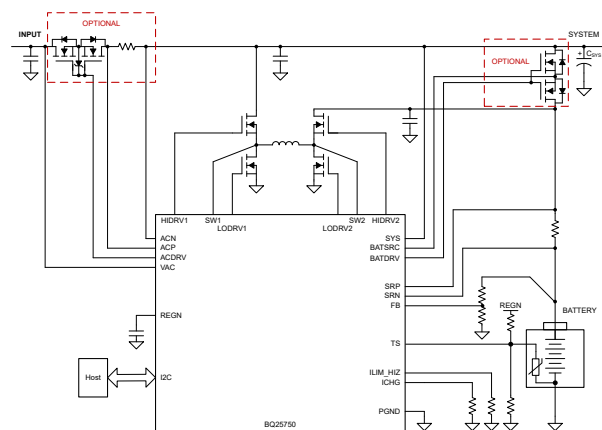 INPUT
OPTIONAL
SYSTEM
OPTIONAL
+ CSYS
HIDRV1
SW1
LODRV1
LODRV2
SW2
HIDRV2
ACN
ACP
ACDRV
VAC
REGN
Host
I2C
SYS
BATSRC
BATDRV
SRP
SRN
FB
REGN
BATTERY
TS
ILIM_HIZ
ICHG
PGND
BQ25750